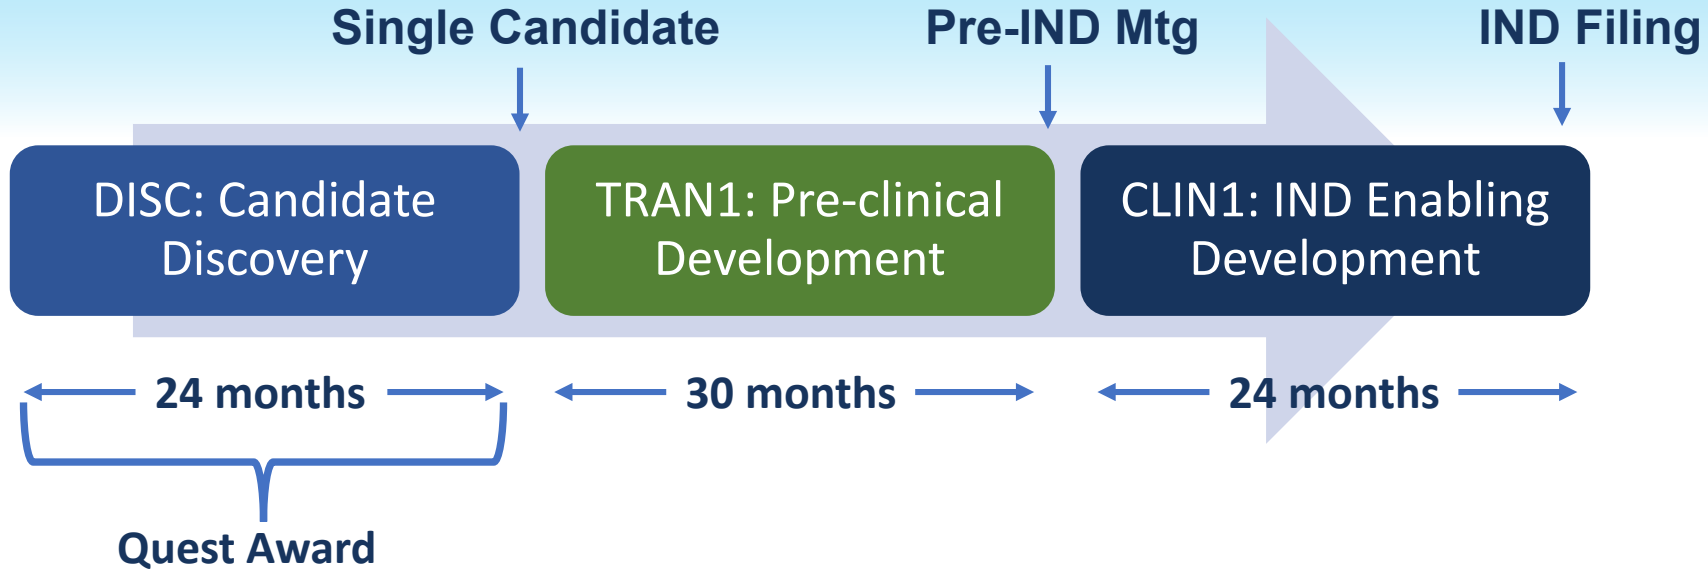 Single Candidate
Pre-IND Mtg
IND Filing
DISC: Candidate
Discovery
TRAN1: Pre-clinical
Development
CLIN1: IND Enabling
Development
24 months
30 months
24 months
Quest Award